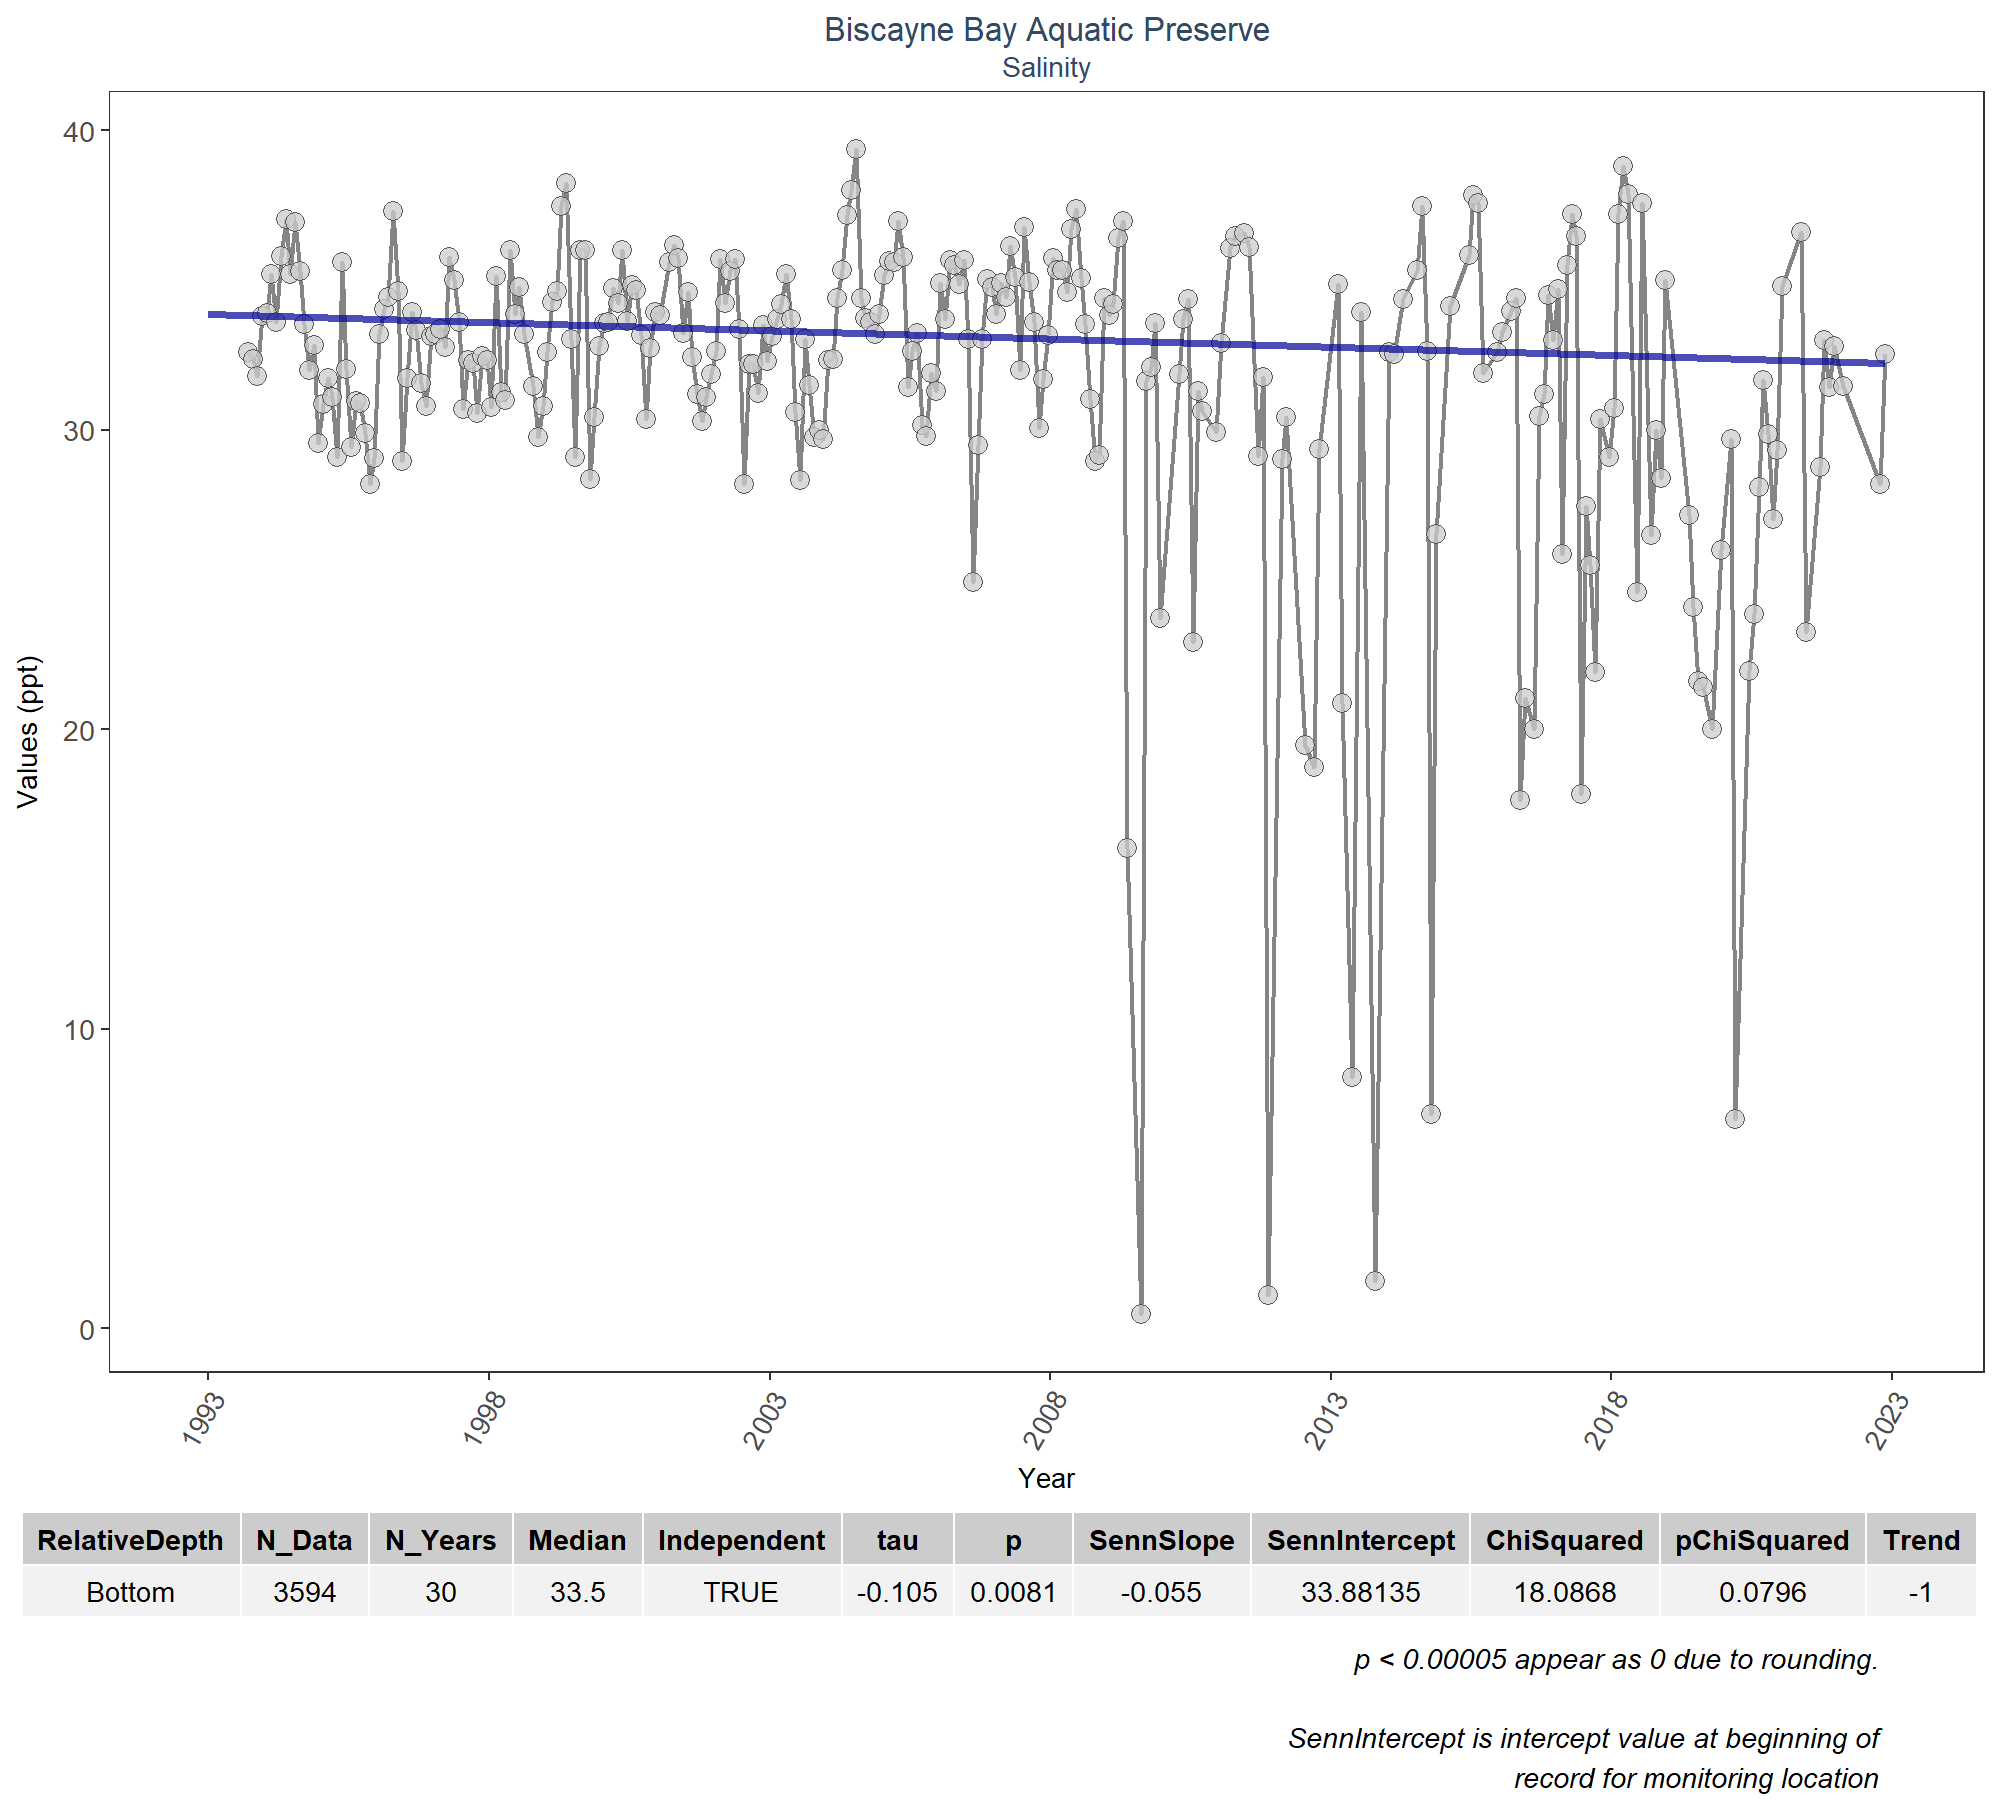 Biscayne Bay Aquatic Preserve
Salinity
40
30
20
10
0
Values (ppt)
1993
1998
2003
2008
2013
2018
2023
Year
RelativeDepth N_Data N_Years Median Independent tau p SennSlope SennIntercept ChiSquared pChiSquared Trend
Bottom 3594 30 33.5 TRUE -0.105 0.0081 -0.055 33.88135 18.0868 0.0796 -1
p < 0.00005 appear as 0 due to rounding.
SennIntercept is intercept value at beginning of
record for monitoring location